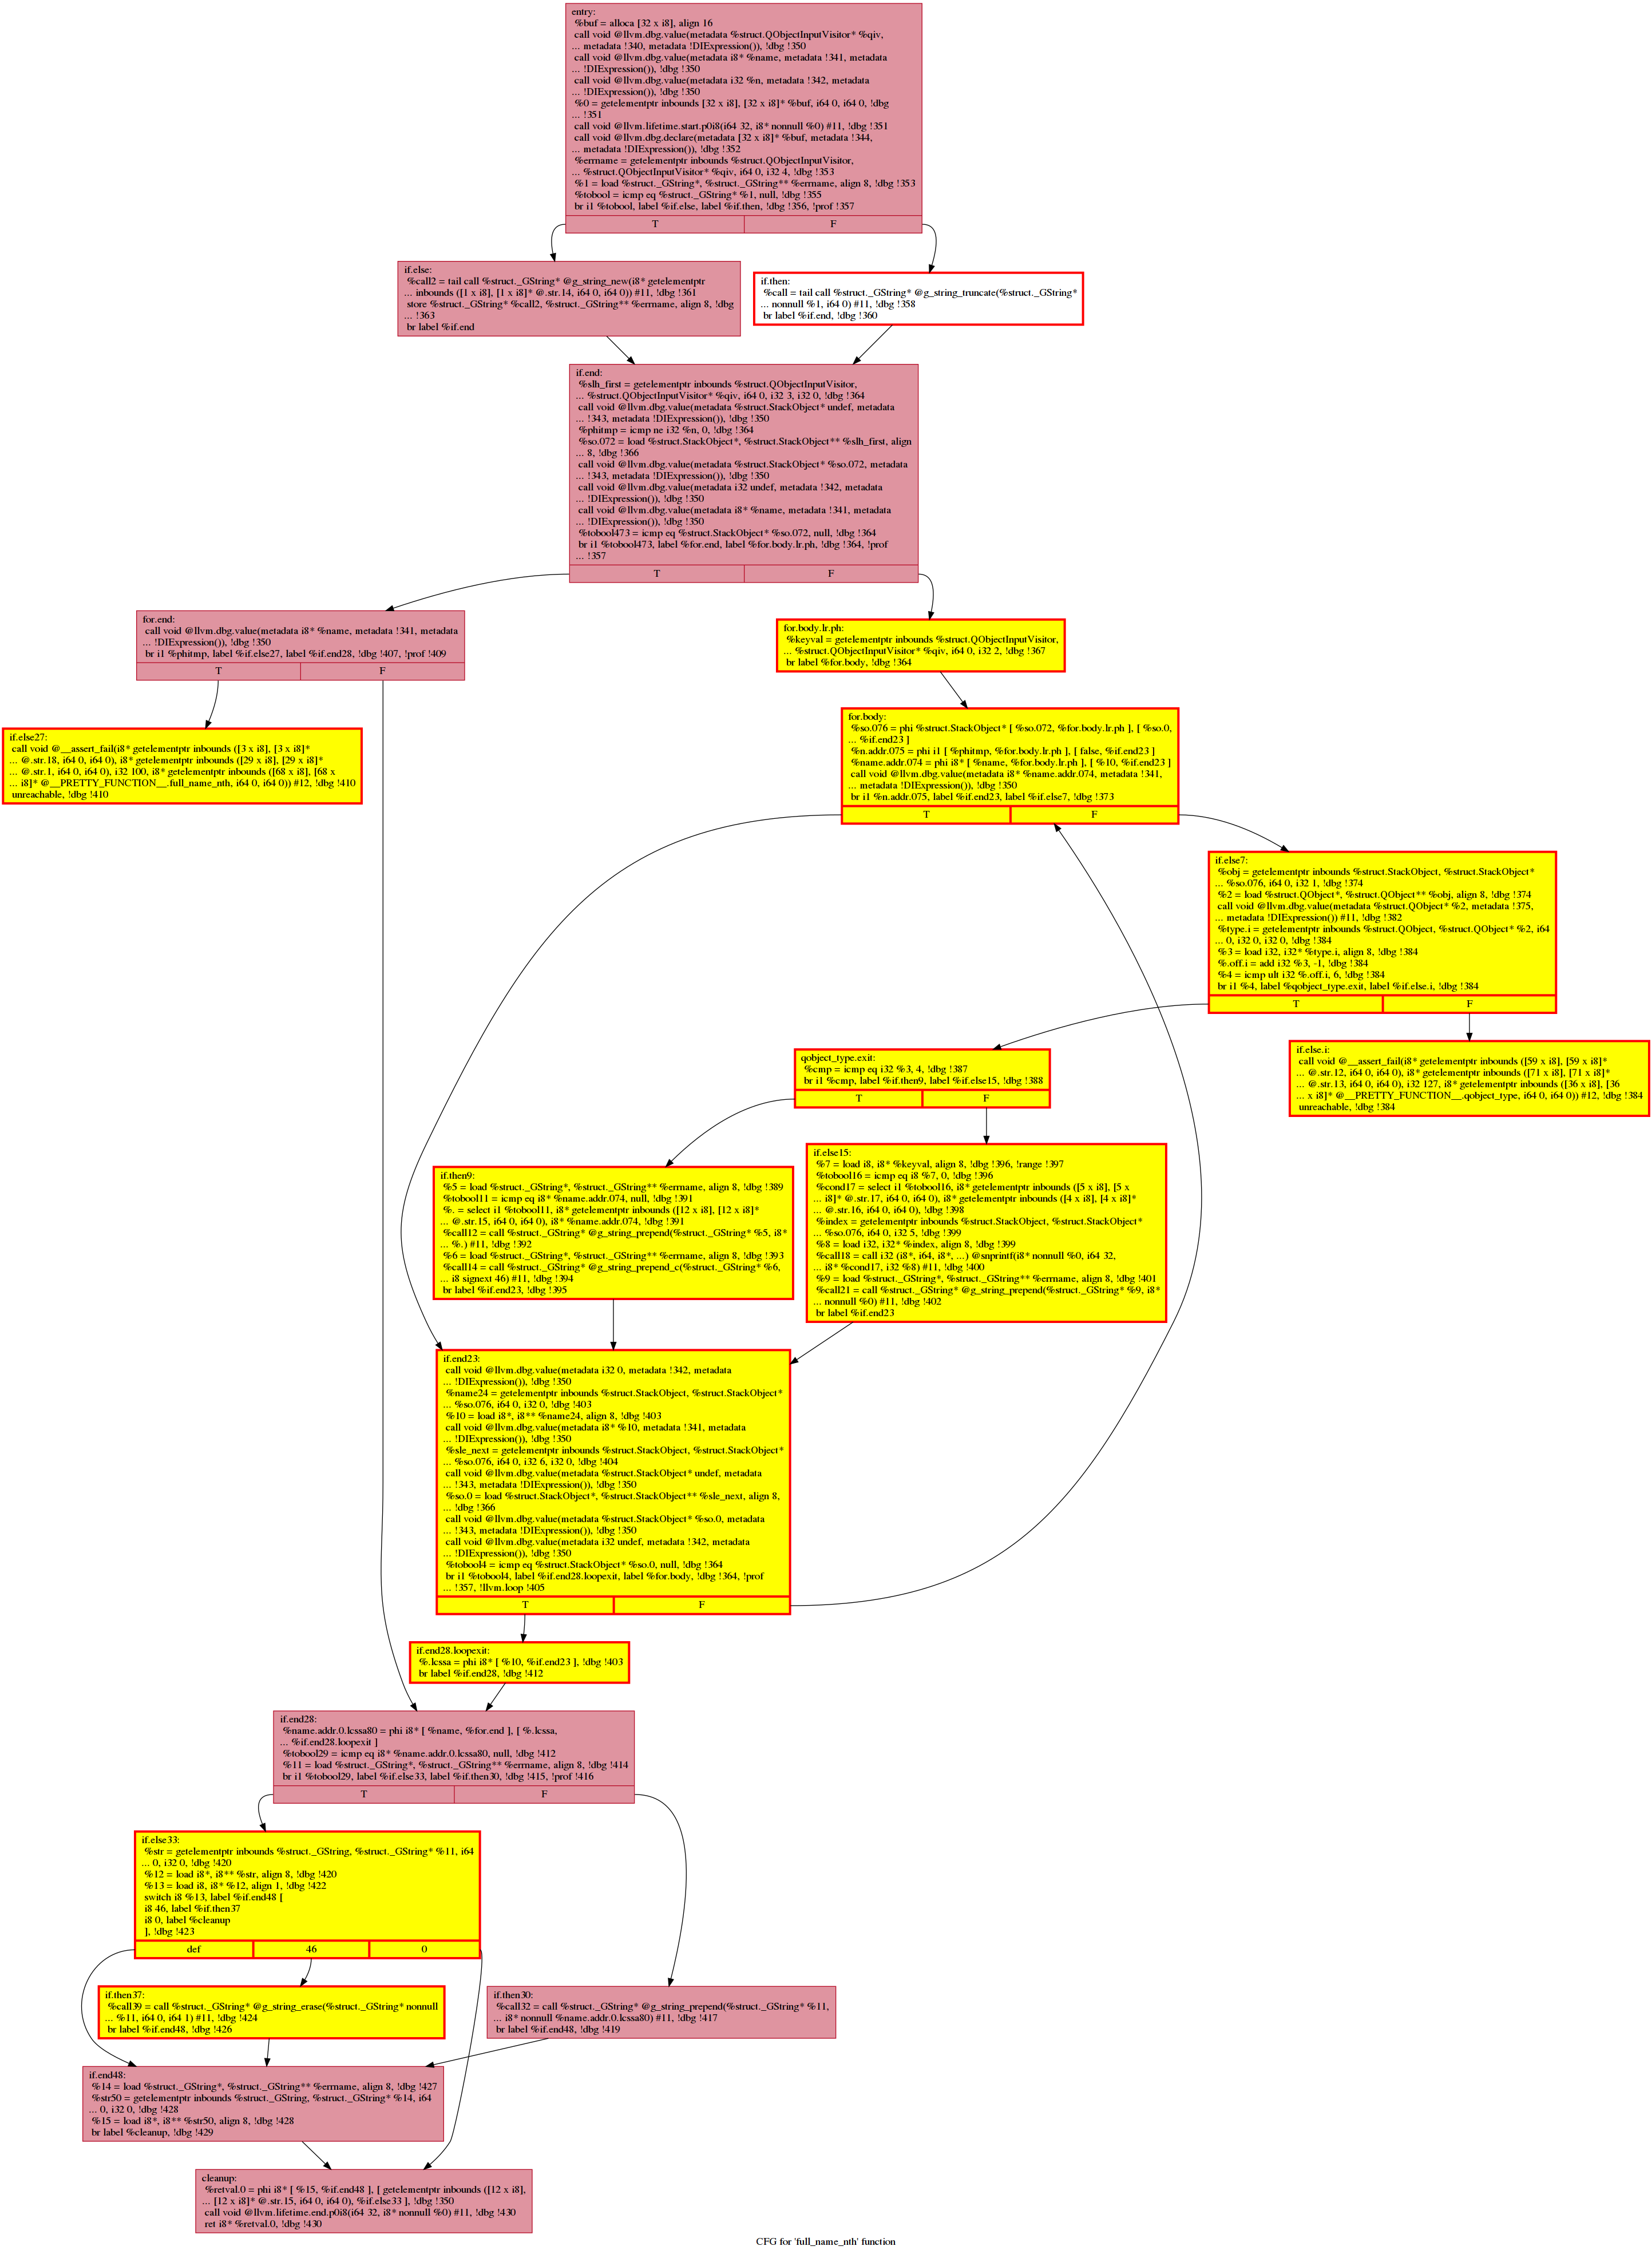 entry:
%buf = alloca [32 x i8], align 16
call void @llvm.dbg.value(metadata %struct.QObjectInputVisitor* %qiv,
... metadata !340, metadata !DIExpression()), !dbg !350
call void @llvm.dbg.value(metadata i8* %name, metadata !341, metadata
... !DIExpression()), !dbg !350
call void @llvm.dbg.value(metadata i32 %n, metadata !342, metadata
... !DIExpression()), !dbg !350
%0 = getelementptr inbounds [32 x i8], [32 x i8]* %buf, i64 0, i64 0, !dbg
... !351
call void @llvm.lifetime.start.p0i8(i64 32, i8* nonnull %0) #11, !dbg !351
call void @llvm.dbg.declare(metadata [32 x i8]* %buf, metadata !344,
... metadata !DIExpression()), !dbg !352
%errname = getelementptr inbounds %struct.QObjectInputVisitor,
... %struct.QObjectInputVisitor* %qiv, i64 0, i32 4, !dbg !353
%1 = load %struct._GString*, %struct._GString** %errname, align 8, !dbg !353
%tobool = icmp eq %struct._GString* %1, null, !dbg !355
br i1 %tobool, label %if.else, label %if.then, !dbg !356, !prof !357
T F
if.else:
%call2 = tail call %struct._GString* @g_string_new(i8* getelementptr
... inbounds ([1 x i8], [1 x i8]* @.str.14, i64 0, i64 0)) #11, !dbg !361
store %struct._GString* %call2, %struct._GString** %errname, align 8, !dbg
... !363
br label %if.end
if.then:
%call = tail call %struct._GString* @g_string_truncate(%struct._GString*
... nonnull %1, i64 0) #11, !dbg !358
br label %if.end, !dbg !360
if.end:
%slh_first = getelementptr inbounds %struct.QObjectInputVisitor,
... %struct.QObjectInputVisitor* %qiv, i64 0, i32 3, i32 0, !dbg !364
call void @llvm.dbg.value(metadata %struct.StackObject* undef, metadata
... !343, metadata !DIExpression()), !dbg !350
%phitmp = icmp ne i32 %n, 0, !dbg !364
%so.072 = load %struct.StackObject*, %struct.StackObject** %slh_first, align
... 8, !dbg !366
call void @llvm.dbg.value(metadata %struct.StackObject* %so.072, metadata
... !343, metadata !DIExpression()), !dbg !350
call void @llvm.dbg.value(metadata i32 undef, metadata !342, metadata
... !DIExpression()), !dbg !350
call void @llvm.dbg.value(metadata i8* %name, metadata !341, metadata
... !DIExpression()), !dbg !350
%tobool473 = icmp eq %struct.StackObject* %so.072, null, !dbg !364
br i1 %tobool473, label %for.end, label %for.body.lr.ph, !dbg !364, !prof
... !357
T F
for.end:
call void @llvm.dbg.value(metadata i8* %name, metadata !341, metadata
... !DIExpression()), !dbg !350
br i1 %phitmp, label %if.else27, label %if.end28, !dbg !407, !prof !409
T F
for.body.lr.ph:
%keyval = getelementptr inbounds %struct.QObjectInputVisitor,
... %struct.QObjectInputVisitor* %qiv, i64 0, i32 2, !dbg !367
br label %for.body, !dbg !364
if.else27:
call void @__assert_fail(i8* getelementptr inbounds ([3 x i8], [3 x i8]*
... @.str.18, i64 0, i64 0), i8* getelementptr inbounds ([29 x i8], [29 x i8]*
... @.str.1, i64 0, i64 0), i32 100, i8* getelementptr inbounds ([68 x i8], [68 x
... i8]* @__PRETTY_FUNCTION__.full_name_nth, i64 0, i64 0)) #12, !dbg !410
unreachable, !dbg !410
for.body:
%so.076 = phi %struct.StackObject* [ %so.072, %for.body.lr.ph ], [ %so.0,
... %if.end23 ]
%n.addr.075 = phi i1 [ %phitmp, %for.body.lr.ph ], [ false, %if.end23 ]
%name.addr.074 = phi i8* [ %name, %for.body.lr.ph ], [ %10, %if.end23 ]
call void @llvm.dbg.value(metadata i8* %name.addr.074, metadata !341,
... metadata !DIExpression()), !dbg !350
br i1 %n.addr.075, label %if.end23, label %if.else7, !dbg !373
T F
if.else7:
%obj = getelementptr inbounds %struct.StackObject, %struct.StackObject*
... %so.076, i64 0, i32 1, !dbg !374
%2 = load %struct.QObject*, %struct.QObject** %obj, align 8, !dbg !374
call void @llvm.dbg.value(metadata %struct.QObject* %2, metadata !375,
... metadata !DIExpression()) #11, !dbg !382
%type.i = getelementptr inbounds %struct.QObject, %struct.QObject* %2, i64
... 0, i32 0, i32 0, !dbg !384
%3 = load i32, i32* %type.i, align 8, !dbg !384
%.off.i = add i32 %3, -1, !dbg !384
%4 = icmp ult i32 %.off.i, 6, !dbg !384
br i1 %4, label %qobject_type.exit, label %if.else.i, !dbg !384
T F
qobject_type.exit:
%cmp = icmp eq i32 %3, 4, !dbg !387
br i1 %cmp, label %if.then9, label %if.else15, !dbg !388
T F
if.else.i:
call void @__assert_fail(i8* getelementptr inbounds ([59 x i8], [59 x i8]*
... @.str.12, i64 0, i64 0), i8* getelementptr inbounds ([71 x i8], [71 x i8]*
... @.str.13, i64 0, i64 0), i32 127, i8* getelementptr inbounds ([36 x i8], [36
... x i8]* @__PRETTY_FUNCTION__.qobject_type, i64 0, i64 0)) #12, !dbg !384
unreachable, !dbg !384
if.then9:
%5 = load %struct._GString*, %struct._GString** %errname, align 8, !dbg !389
%tobool11 = icmp eq i8* %name.addr.074, null, !dbg !391
%. = select i1 %tobool11, i8* getelementptr inbounds ([12 x i8], [12 x i8]*
... @.str.15, i64 0, i64 0), i8* %name.addr.074, !dbg !391
%call12 = call %struct._GString* @g_string_prepend(%struct._GString* %5, i8*
... %.) #11, !dbg !392
%6 = load %struct._GString*, %struct._GString** %errname, align 8, !dbg !393
%call14 = call %struct._GString* @g_string_prepend_c(%struct._GString* %6,
... i8 signext 46) #11, !dbg !394
br label %if.end23, !dbg !395
if.else15:
%7 = load i8, i8* %keyval, align 8, !dbg !396, !range !397
%tobool16 = icmp eq i8 %7, 0, !dbg !396
%cond17 = select i1 %tobool16, i8* getelementptr inbounds ([5 x i8], [5 x
... i8]* @.str.17, i64 0, i64 0), i8* getelementptr inbounds ([4 x i8], [4 x i8]*
... @.str.16, i64 0, i64 0), !dbg !398
%index = getelementptr inbounds %struct.StackObject, %struct.StackObject*
... %so.076, i64 0, i32 5, !dbg !399
%8 = load i32, i32* %index, align 8, !dbg !399
%call18 = call i32 (i8*, i64, i8*, ...) @snprintf(i8* nonnull %0, i64 32,
... i8* %cond17, i32 %8) #11, !dbg !400
%9 = load %struct._GString*, %struct._GString** %errname, align 8, !dbg !401
%call21 = call %struct._GString* @g_string_prepend(%struct._GString* %9, i8*
... nonnull %0) #11, !dbg !402
br label %if.end23
if.end23:
call void @llvm.dbg.value(metadata i32 0, metadata !342, metadata
... !DIExpression()), !dbg !350
%name24 = getelementptr inbounds %struct.StackObject, %struct.StackObject*
... %so.076, i64 0, i32 0, !dbg !403
%10 = load i8*, i8** %name24, align 8, !dbg !403
call void @llvm.dbg.value(metadata i8* %10, metadata !341, metadata
... !DIExpression()), !dbg !350
%sle_next = getelementptr inbounds %struct.StackObject, %struct.StackObject*
... %so.076, i64 0, i32 6, i32 0, !dbg !404
call void @llvm.dbg.value(metadata %struct.StackObject* undef, metadata
... !343, metadata !DIExpression()), !dbg !350
%so.0 = load %struct.StackObject*, %struct.StackObject** %sle_next, align 8,
... !dbg !366
call void @llvm.dbg.value(metadata %struct.StackObject* %so.0, metadata
... !343, metadata !DIExpression()), !dbg !350
call void @llvm.dbg.value(metadata i32 undef, metadata !342, metadata
... !DIExpression()), !dbg !350
%tobool4 = icmp eq %struct.StackObject* %so.0, null, !dbg !364
br i1 %tobool4, label %if.end28.loopexit, label %for.body, !dbg !364, !prof
... !357, !llvm.loop !405
T F
if.end28.loopexit:
%.lcssa = phi i8* [ %10, %if.end23 ], !dbg !403
br label %if.end28, !dbg !412
if.end28:
%name.addr.0.lcssa80 = phi i8* [ %name, %for.end ], [ %.lcssa,
... %if.end28.loopexit ]
%tobool29 = icmp eq i8* %name.addr.0.lcssa80, null, !dbg !412
%11 = load %struct._GString*, %struct._GString** %errname, align 8, !dbg !414
br i1 %tobool29, label %if.else33, label %if.then30, !dbg !415, !prof !416
T F
if.else33:
%str = getelementptr inbounds %struct._GString, %struct._GString* %11, i64
... 0, i32 0, !dbg !420
%12 = load i8*, i8** %str, align 8, !dbg !420
%13 = load i8, i8* %12, align 1, !dbg !422
switch i8 %13, label %if.end48 [
i8 46, label %if.then37
i8 0, label %cleanup
], !dbg !423
def 46 0
if.then37:
%call39 = call %struct._GString* @g_string_erase(%struct._GString* nonnull
... %11, i64 0, i64 1) #11, !dbg !424
br label %if.end48, !dbg !426
if.then30:
%call32 = call %struct._GString* @g_string_prepend(%struct._GString* %11,
... i8* nonnull %name.addr.0.lcssa80) #11, !dbg !417
br label %if.end48, !dbg !419
if.end48:
%14 = load %struct._GString*, %struct._GString** %errname, align 8, !dbg !427
%str50 = getelementptr inbounds %struct._GString, %struct._GString* %14, i64
... 0, i32 0, !dbg !428
%15 = load i8*, i8** %str50, align 8, !dbg !428
br label %cleanup, !dbg !429
cleanup:
%retval.0 = phi i8* [ %15, %if.end48 ], [ getelementptr inbounds ([12 x i8],
... [12 x i8]* @.str.15, i64 0, i64 0), %if.else33 ], !dbg !350
call void @llvm.lifetime.end.p0i8(i64 32, i8* nonnull %0) #11, !dbg !430
ret i8* %retval.0, !dbg !430
CFG for 'full_name_nth' function